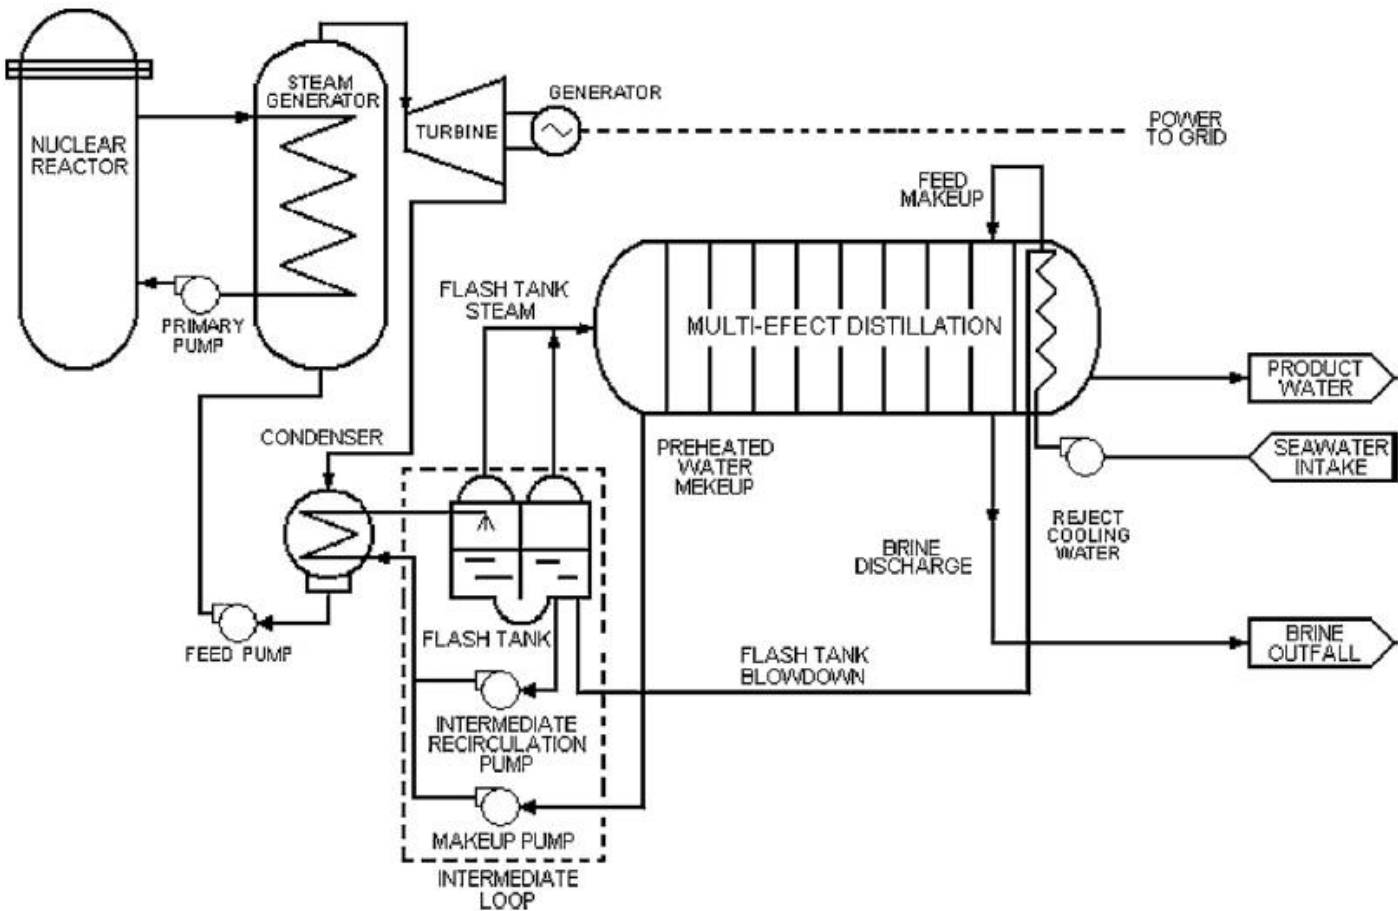 STEAM
GENERATOR
NUCLEAR
REACTOR
TURBINE
GENERATOR
POWER
TO GRID
FEED
MAKEUP
FLASH TANK
STEAM
PRIMARY
PUMP
MULTI-EFECT DISTILLATION
PRODUCT
WATER
CONDENSER
PREHEATED
WATER
MEKEUP
SEAWATER
INTAKE
REJECT
COOLING
WATER
BRINE
DISCHARGE
FLASH TANK
FEED PUMP
FLASH TANK
BLOWDOWN
BRINE
OUTFALL
INTERMEDIATE
RECIRCULATION
PUMP
MAKEUP PUMP
INTERMEDIATE
LOOP